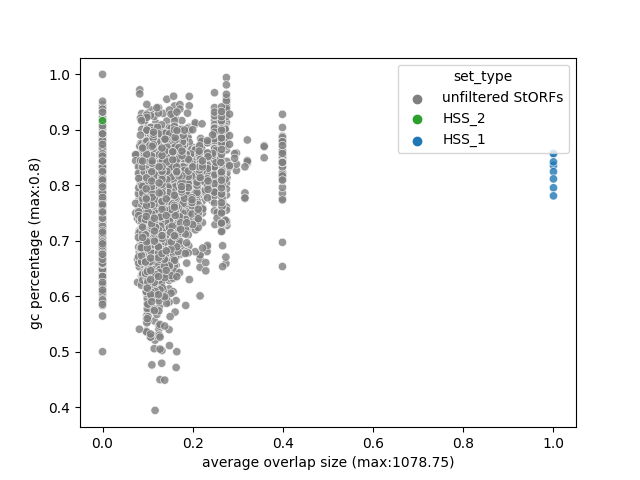 set_type
unfiltered StORFs
HSS_2
HSS_1
1.0
0.9
0.8
0.7
0.6
0.5
0.4
gc percentage (max:0.8)
0.0 0.2 0.4 0.6 0.8 1.0
average overlap size (max:1078.75)